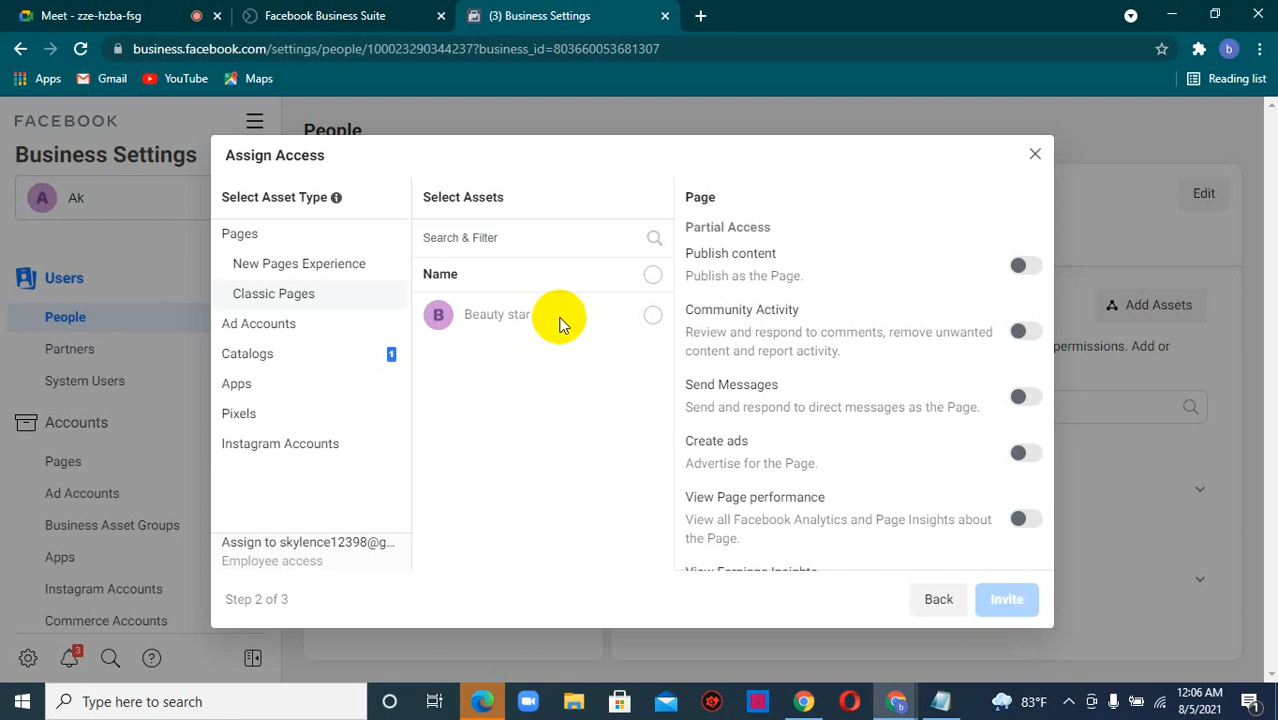 Meet - zze-hzba-fsg
Facebook Business Suite
(3) Business Settings
business.facebook.com/settings/people/100023290344237?business_id=803660053681307
b
Apps
Gmail
YouTube
Maps
Reading list
FACEBOOK
Business Settings
A
Ak
Users
People
Partners
System Users
Accounts
Pages
Ad Accounts
Business Asset Groups
Apps
Instagram Accounts
Commerce Accounts
3
People
Edit
Add Assets
permissions. Add or
Assign Access
Select Asset Type
Pages
New Pages Experience
Classic Pages
Ad Accounts
Catalogs
1
Apps
Pixels
Instagram Accounts
Assign to skylence12398@g...
Employee access
Select Assets
Search & Filter
Name
B
Beauty star
Page
Partial Access
Publish content
Publish as the Page.
Community Activity
Review and respond to comments, remove unwanted
content and report activity.
Send Messages
Send and respond to direct messages as the Page.
Create ads
Advertise for the Page.
View Page performance
View all Facebook Analytics and Page Insights about
the Page.
View Earnings Insights
Step 2 of 3
Back
Invite
Type here to search
83°F
12:06 AM
8/5/2021
1